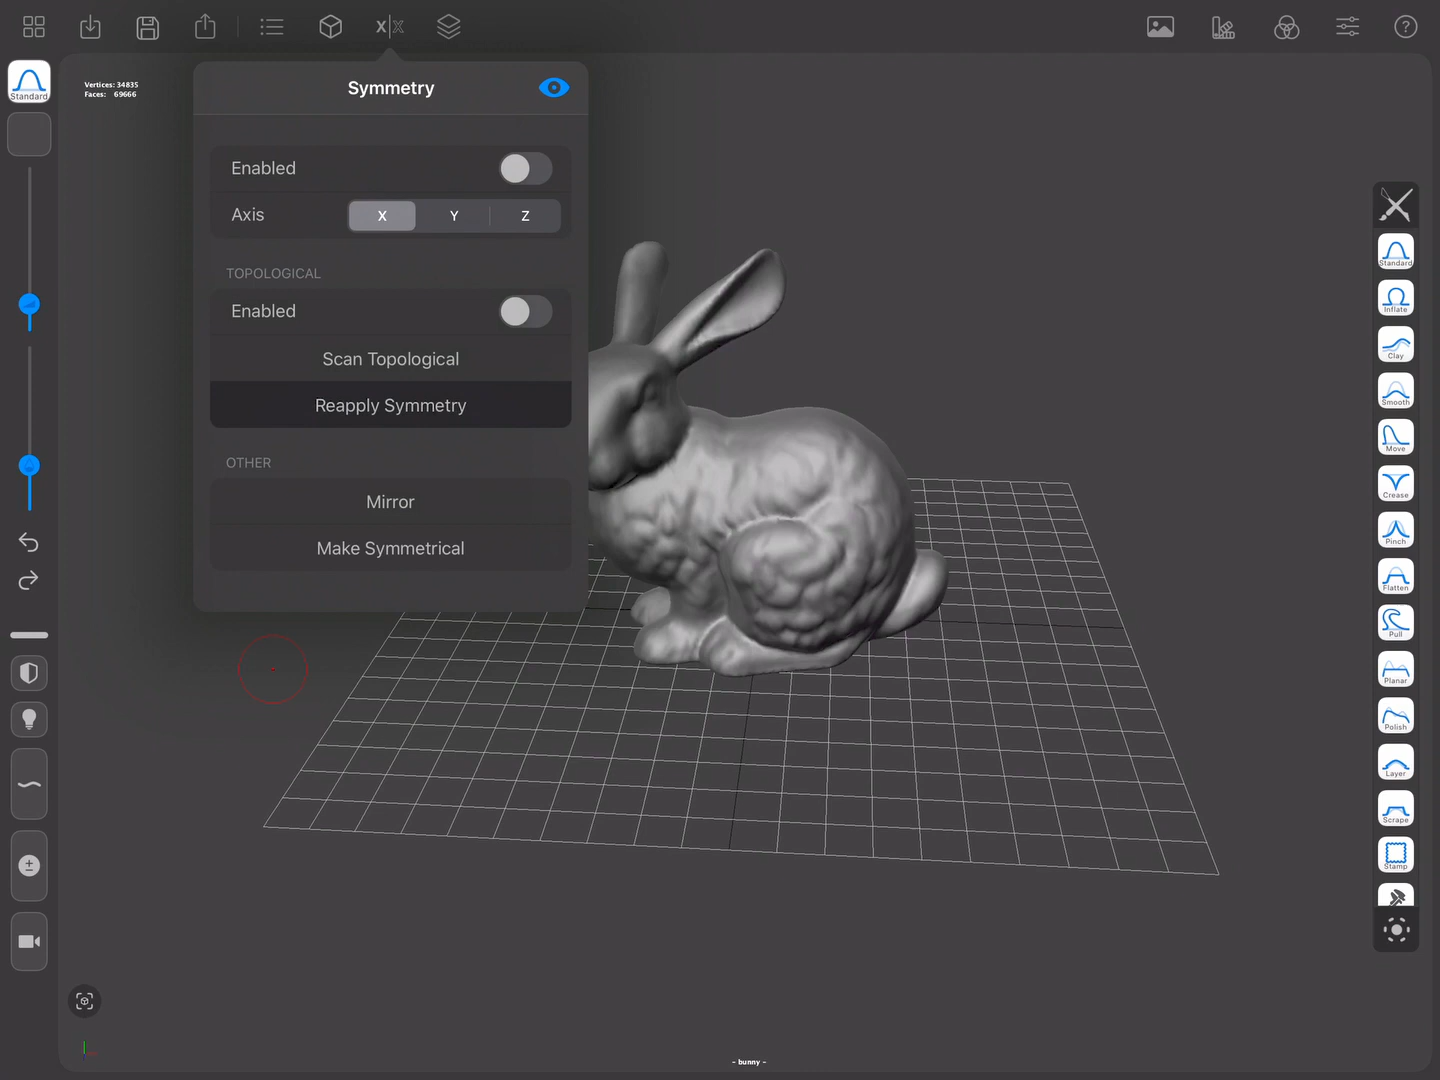 X|X
Standard
Vertices: 34835
Faces: 69666
Symmetry
Enabled
Axis
X
Y
Z
TOPOLOGICAL
Enabled
Scan Topological
Reapply Symmetry
OTHER
Mirror
Make Symmetrical
Standard
Inflate
Clay
Smooth
Move
Crease
Pinch
Flatten
Pull
Planar
Polish
Layer
Scrape
Stamp
- bunny -